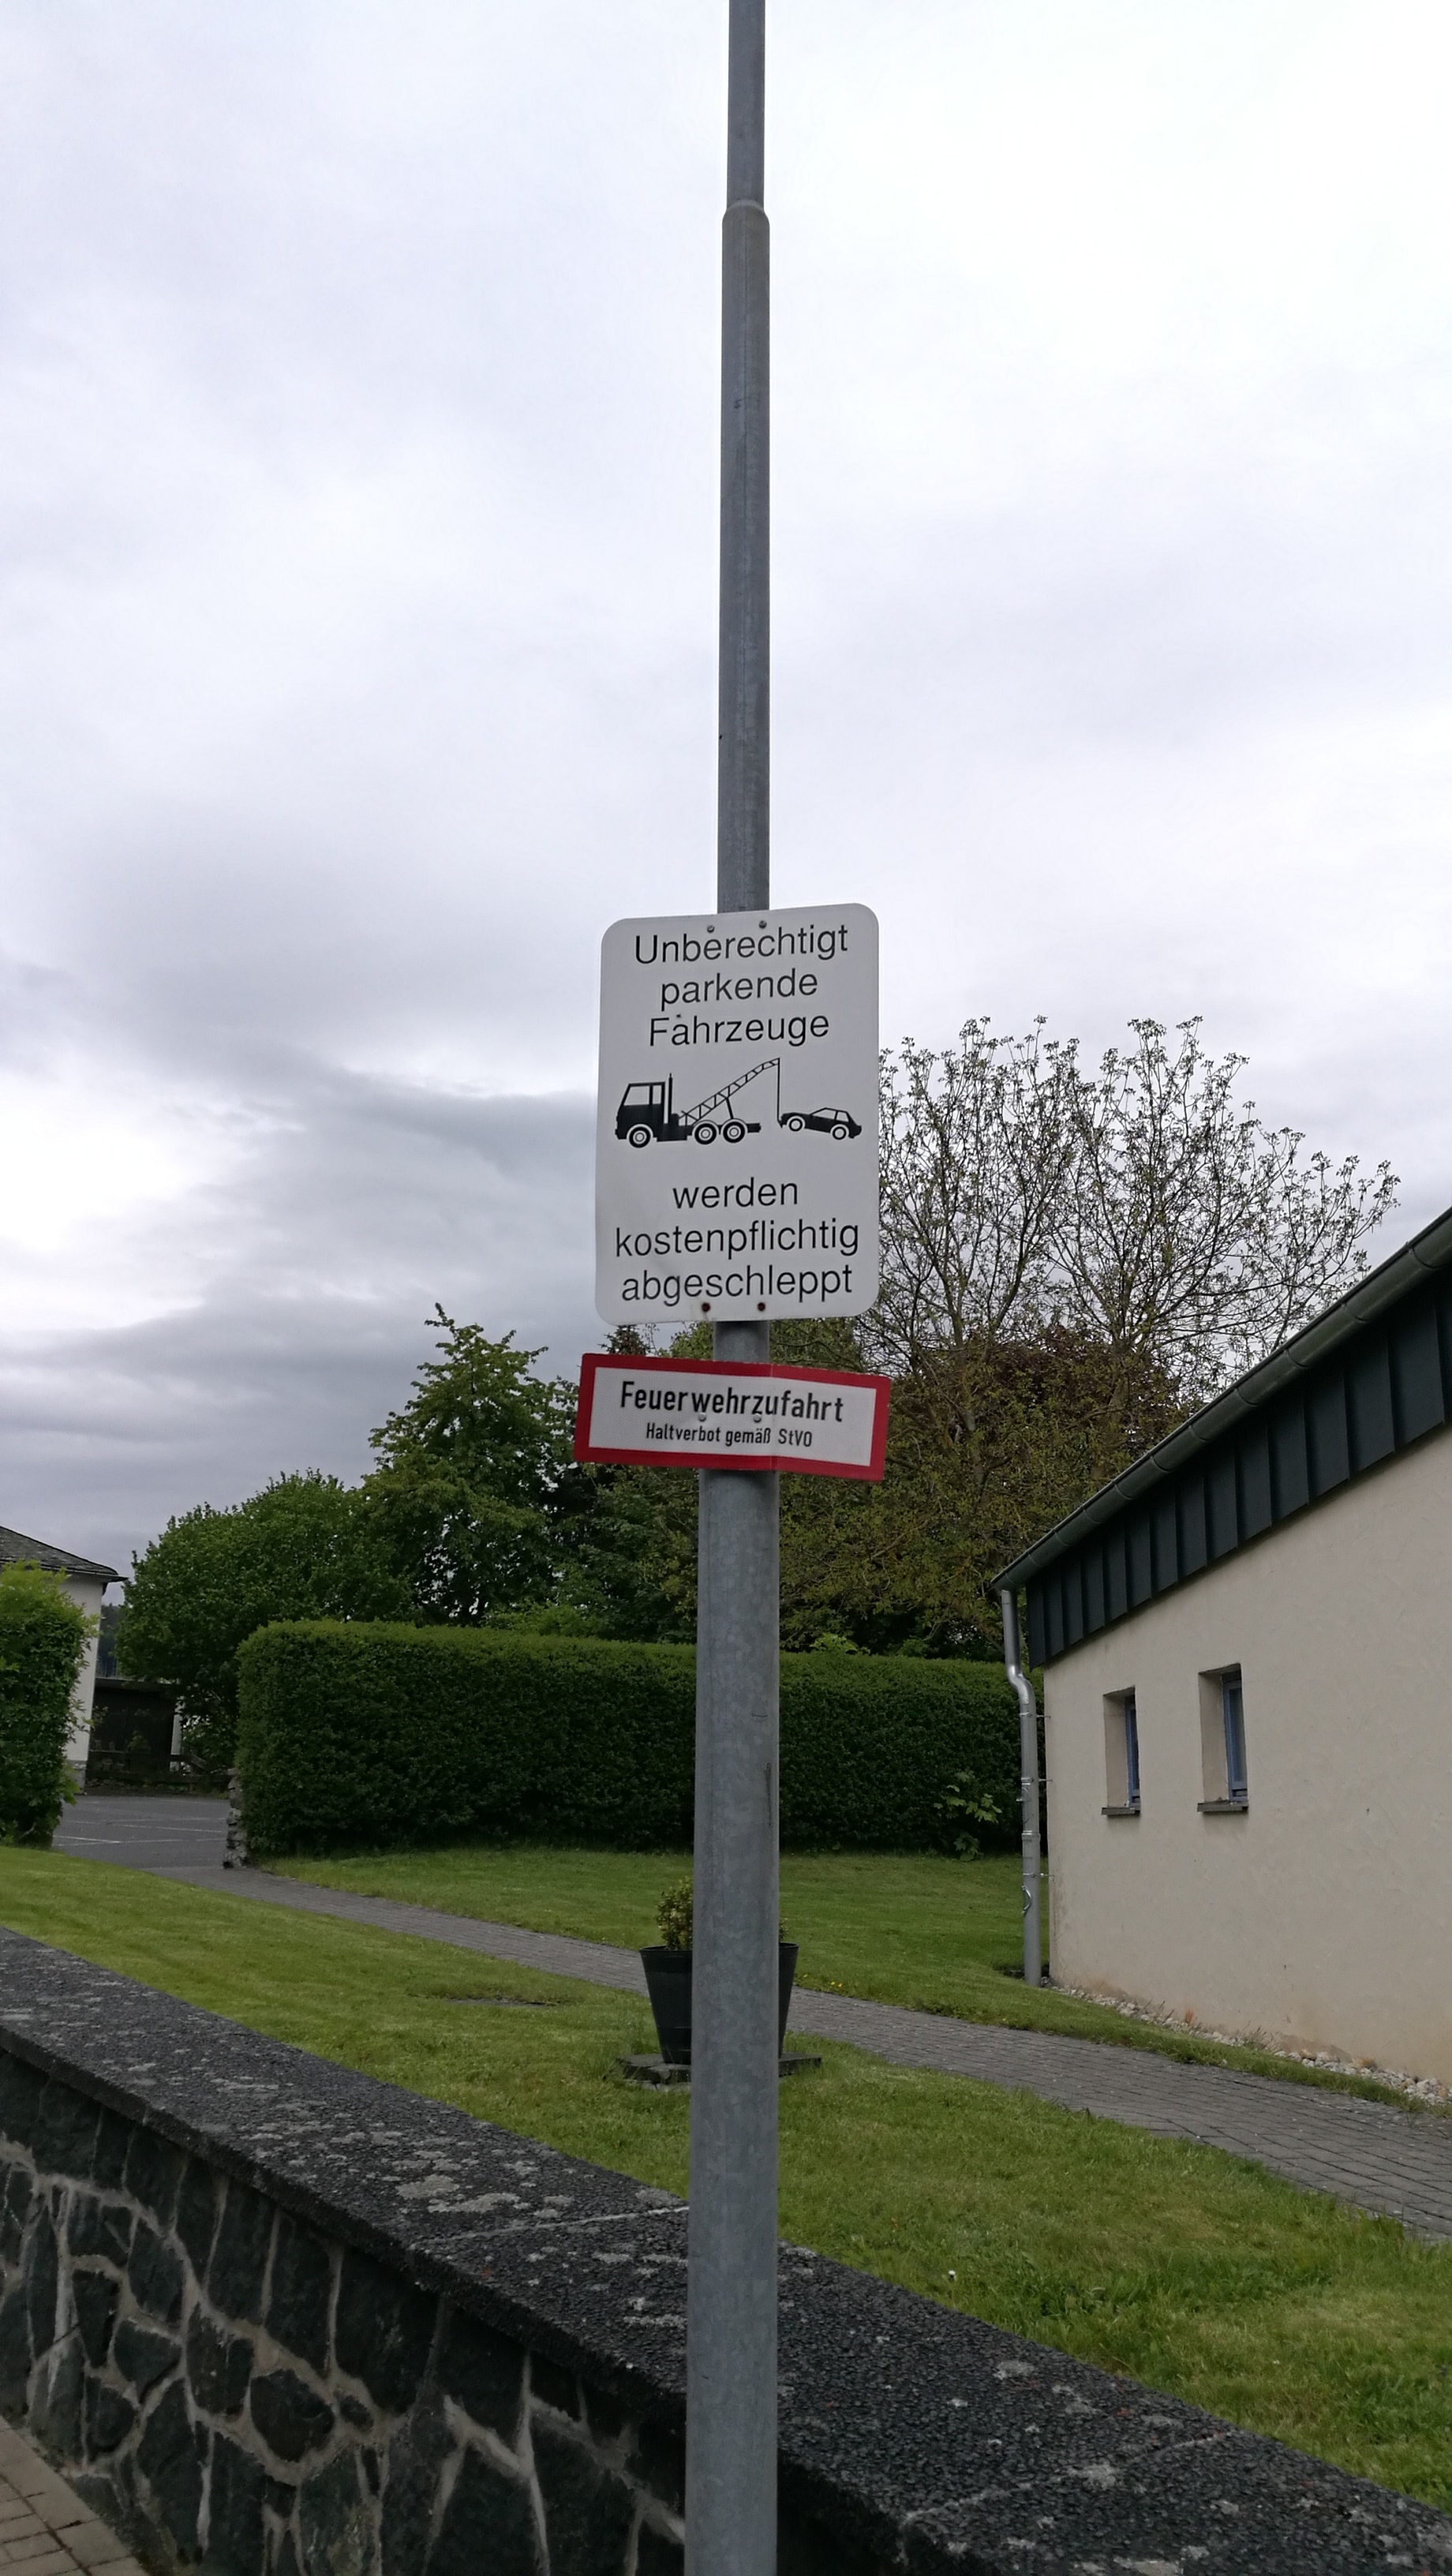 Unberechtigt
parkende
Fahrzeuge
werden
kostenpflichtig
abgeschleppt
Feuerwehrzufahrt
Haltverbot gemäß StVO